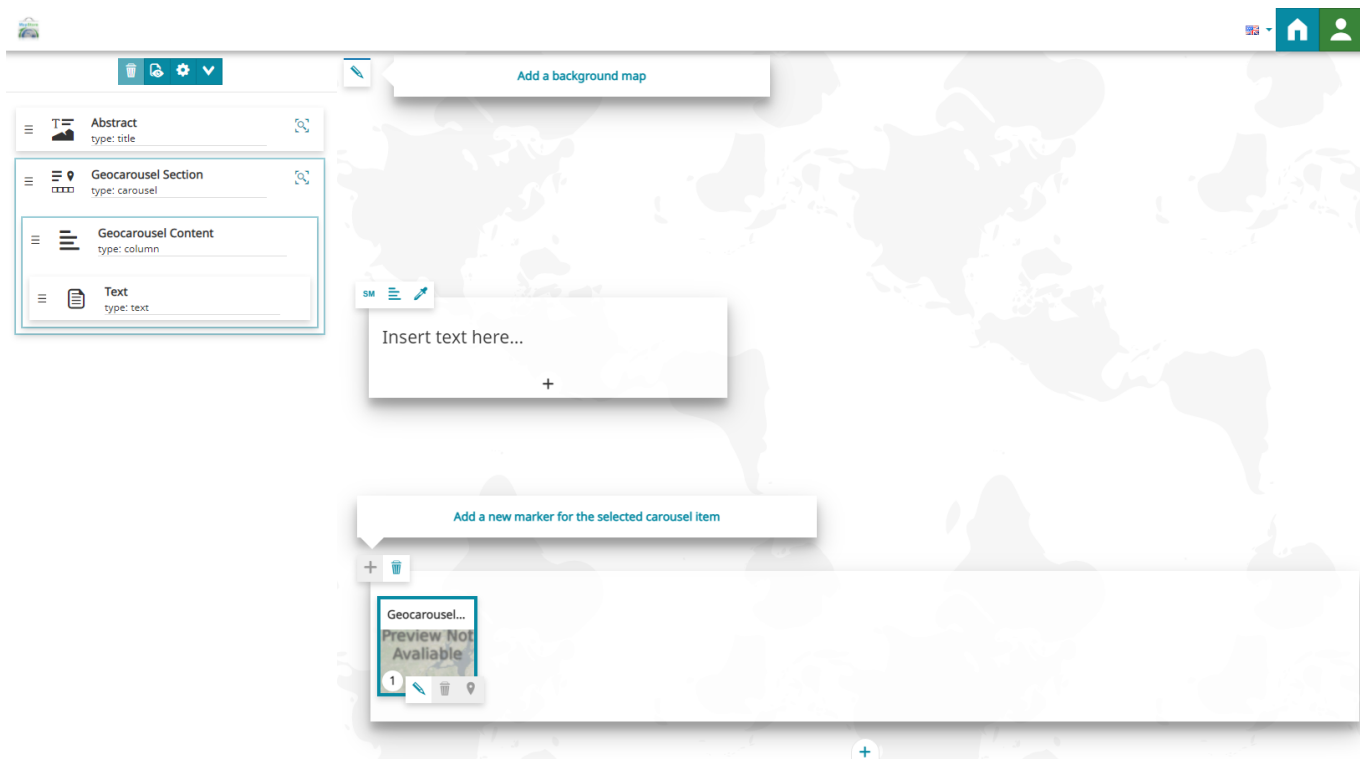 Add a background map
Abstract
type: title
Geocarousel Section
type: carousel
Geocarousel Content
type: column
Text
type: text
SM
Insert text here...
Add a new marker for the selected carousel item
Geocarousel...
Preview Not
Avaliable
1